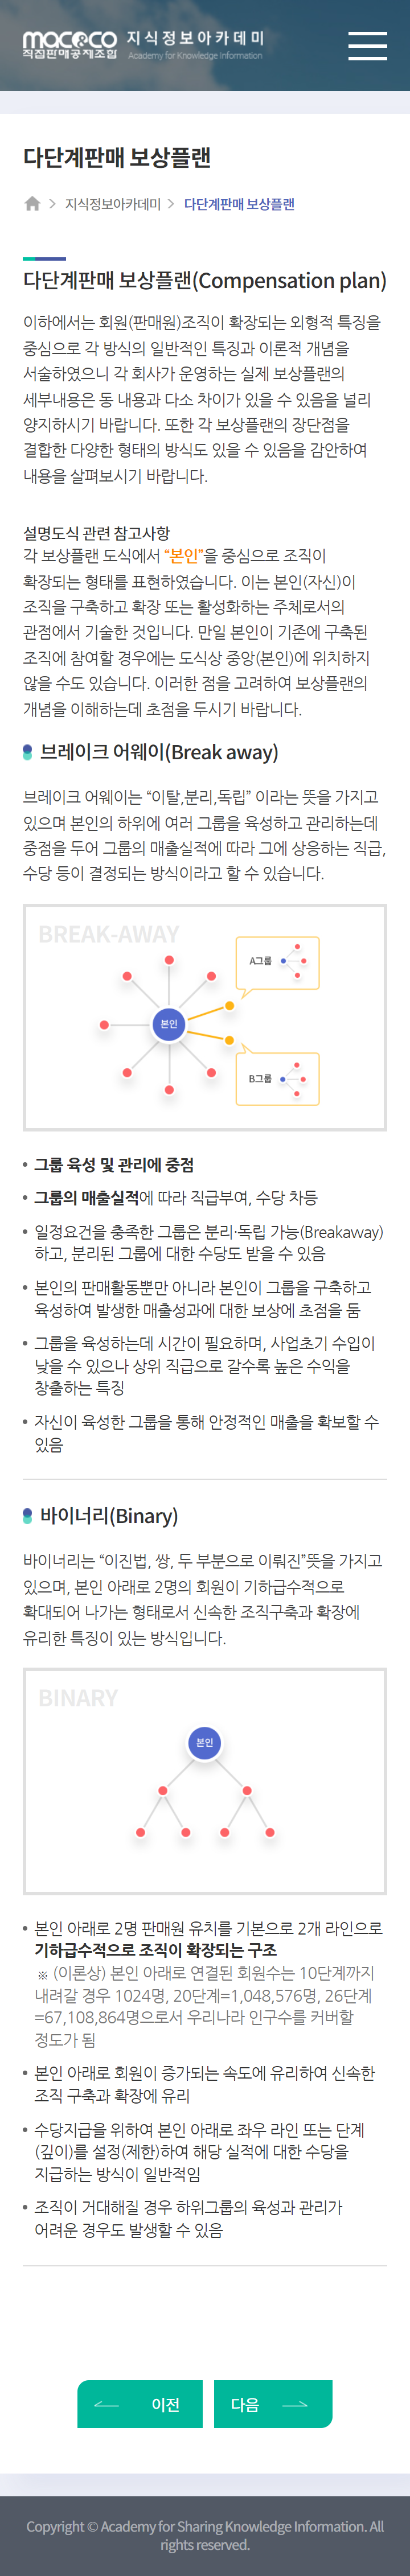 macco 지식정보아카데미
직접판매공제조합 Academy for Knowledge Information
다단계판매 보상플랜
지식정보아카데미 다단계판매 보상플랜
다단계판매 보상플랜(Compensation plan)
이하에서는 회원(판매원)조직이 확장되는 외형적 특징을
중심으로 각 방식의 일반적인 특징과 이론적 개념을
서술하였으니 각 회사가 운영하는 실제 보상플랜의
세부내용은 동 내용과 다소 차이가 있을 수 있음을 널리
양지하시기 바랍니다. 또한 각 보상플랜의 장단점을
결합한 다양한 형태의 방식도 있을 수 있음을 감안하여
내용을 살펴보시기 바랍니다.
설명도식 관련 참고사항
각 보상플랜 도식에서 “본인”을 중심으로 조직이
확장되는 형태를 표현하였습니다. 이는 본인(자신)이
조직을 구축하고 확장 또는 활성화하는 주체로서의
관점에서 기술한 것입니다. 만일 본인이 기존에 구축된
조직에 참여할 경우에는 도식상 중앙(본인)에 위치하지
않을 수도 있습니다. 이러한 점을 고려하여 보상플랜의
개념을 이해하는데 초점을 두시기 바랍니다.
브레이크 어웨이(Break away)
브레이크 어웨이는 “이탈,분리,독립” 이라는 뜻을 가지고
있으며 본인의 하위에 여러 그룹을 육성하고 관리하는데
중점을 두어 그룹의 매출실적에 따라 그에 상응하는 직급,
수당 등이 결정되는 방식이라고 할 수 있습니다.
BREAK-AWAY
A그룹
본인
B그룹
그룹 육성 및 관리에 중점
그룹의 매출실적에 따라 직급부여, 수당 차등
일정요건을 충족한 그룹은 분리·독립 가능(Breakaway)
하고, 분리된 그룹에 대한 수당도 받을 수 있음
본인의 판매활동뿐만 아니라 본인이 그룹을 구축하고
육성하여 발생한 매출성과에 대한 보상에 초점을 둠
그룹을 육성하는데 시간이 필요하며, 사업초기 수입이
낮을 수 있으나 상위 직급으로 갈수록 높은 수익을
창출하는 특징
자신이 육성한 그룹을 통해 안정적인 매출을 확보할 수
있음
바이너리(Binary)
바이너리는 “이진법, 쌍, 두 부분으로 이뤄진”뜻을 가지고
있으며, 본인 아래로 2명의 회원이 기하급수적으로
확대되어 나가는 형태로서 신속한 조직구축과 확장에
유리한 특징이 있는 방식입니다.
BINARY
본인
본인 아래로 2명 판매원 유치를 기본으로 2개 라인으로
기하급수적으로 조직이 확장되는 구조
※ (이론상) 본인 아래로 연결된 회원수는 10단계까지
내려갈 경우 1024명, 20단계=1,048,576명, 26단계
=67,108,864명으로서 우리나라 인구수를 커버할
정도가 됨
본인 아래로 회원이 증가되는 속도에 유리하여 신속한
조직 구축과 확장에 유리
수당지급을 위하여 본인 아래로 좌우 라인 또는 단계
(깊이)를 설정(제한)하여 해당 실적에 대한 수당을
지급하는 방식이 일반적임
조직이 거대해질 경우 하위그룹의 육성과 관리가
어려운 경우도 발생할 수 있음
이전 다음
Copyright © Academy for Sharing Knowledge Information. All
rights reserved.